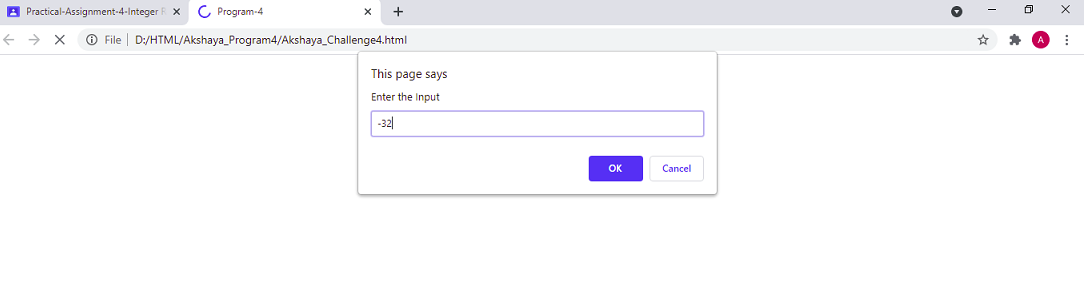 Practical-Assignment-4-Integer R
Program-4
File
D:/HTML/Akshaya_Program4/Akshaya_Challenge4.html
A
This page says
Enter the Input
-32
OK
Cancel